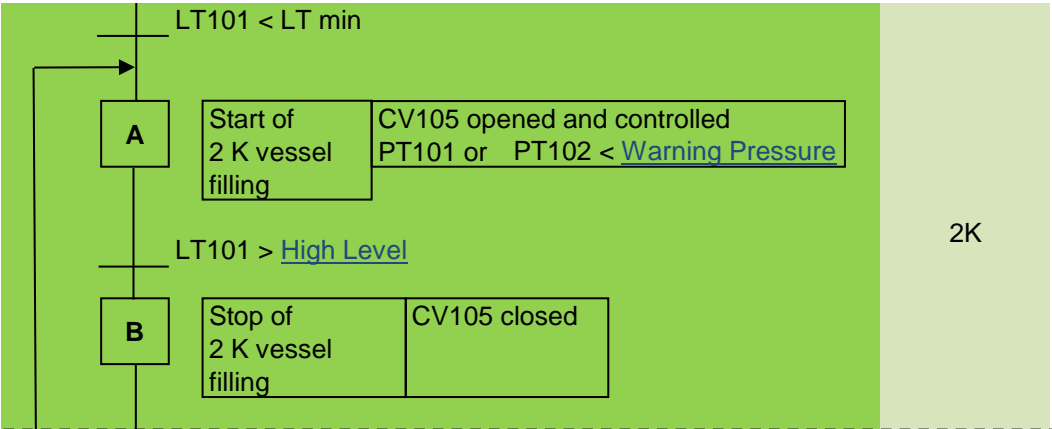 LT101 < LT min
A
Start of
2 K vessel
filling
CV105 opened and controlled
PT101 or PT102 < Warning Pressure
2K
LT101 > High Level
B
Stop of
2 K vessel
filling
CV105 closed